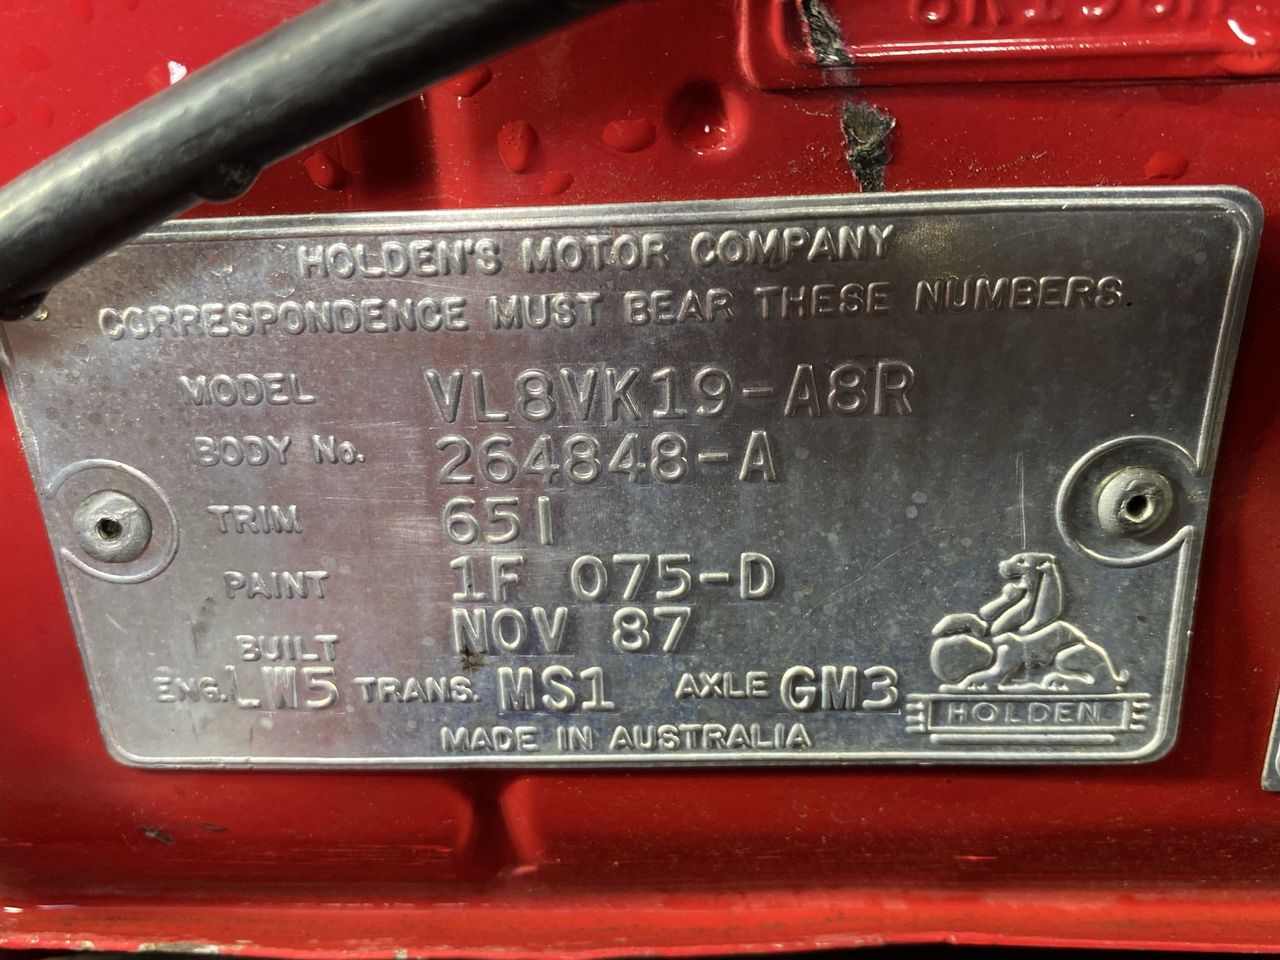 HOLDEN'S MOTOR COMPANY
CORRESPONDENCE MUST BEAR THESE NUMBERS
MODEL VL8VK19-A8R
BODY No. 264848-A
TRIM 651
PAINT 1F 075-D
BUILT NOV 87
ENG. LW5 TRANS. MS1 AXLE GM3
HOLDEN
MADE IN AUSTRALIA